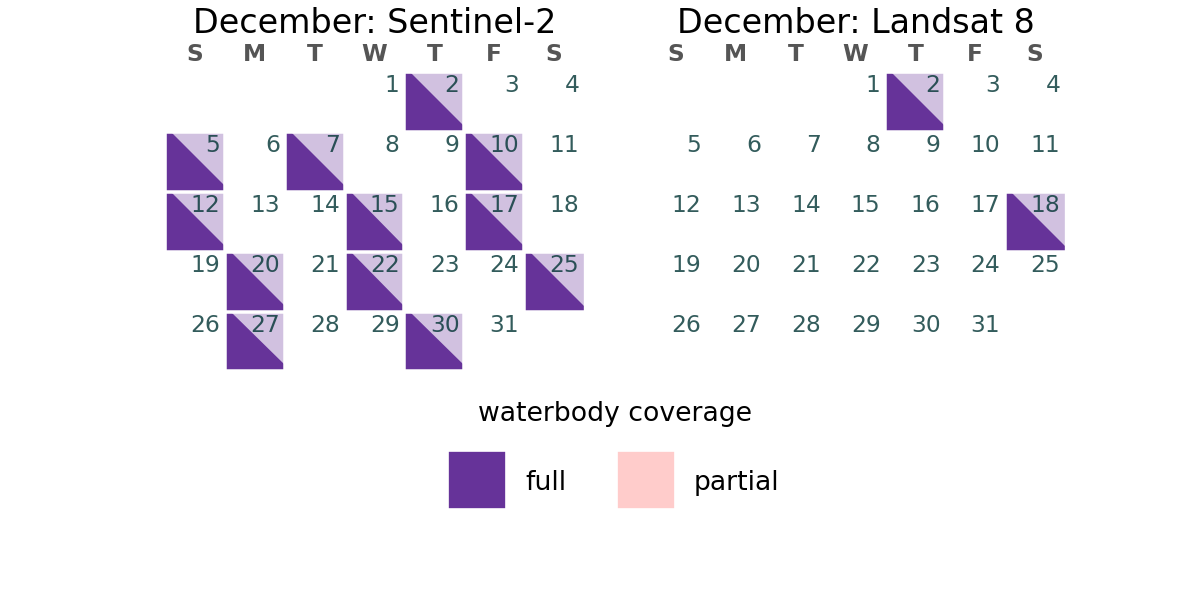 December: Sentinel-2
S M T W T F S
1 2 3 4
5 6 7 8 9 10 11
12 13 14 15 16 17 18
19 20 21 22 23 24 25
26 27 28 29 30 31
December: Landsat 8
S M T W T F S
1 2 3 4
5 6 7 8 9 10 11
12 13 14 15 16 17 18
19 20 21 22 23 24 25
26 27 28 29 30 31
waterbody coverage
full partial